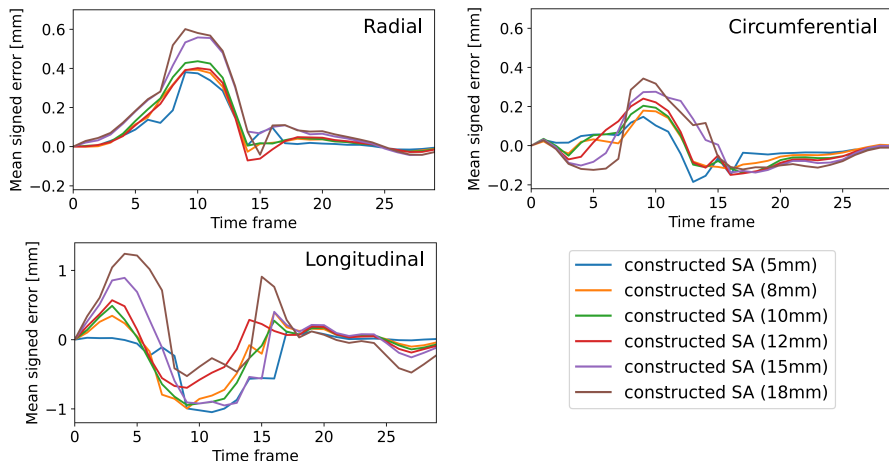 Radial
Mean signed error [mm]
0.6
0.4
0.2
0.0
−0.2
0 5 10 15 20 25
Time frame
Circumferential
Mean signed error [mm]
0.6
0.4
0.2
0.0
−0.2
0 5 10 15 20 25
Time frame
Longitudinal
Mean signed error [mm]
1
0
−1
0 5 10 15 20 25
Time frame
constructed SA (5mm)
constructed SA (8mm)
constructed SA (10mm)
constructed SA (12mm)
constructed SA (15mm)
constructed SA (18mm)